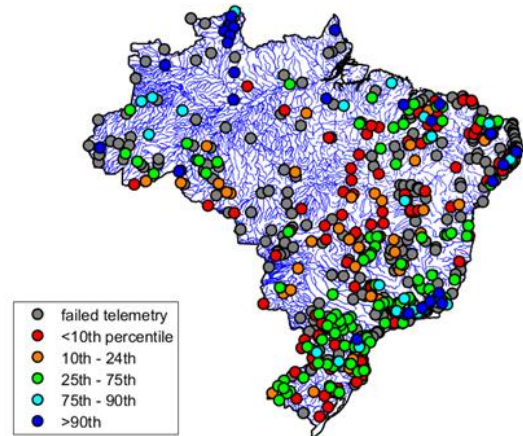 failed telemetry
<10th percentile
10th - 24th
25th - 75th
75th - 90th
>90th